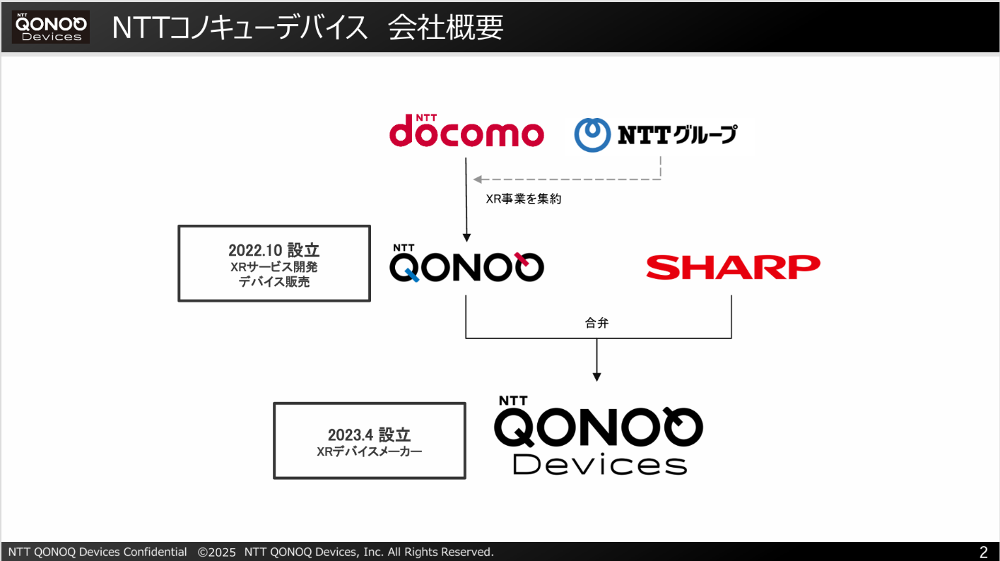 NTT
QONOQ
Devices
NTTコノキューデバイス 会社概要
NTT
docomo
NTTグループ
XR事業を集約
2022.10 設立
XRサービス開発
デバイス販売
NTT
QONOQ
SHARP
合弁
2023.4 設立
XRデバイスメーカー
NTT
QONOQ
Devices
NTT QONOQ Devices Confidential ©2025 NTT QONOQ Devices, Inc. All Rights Reserved.
2